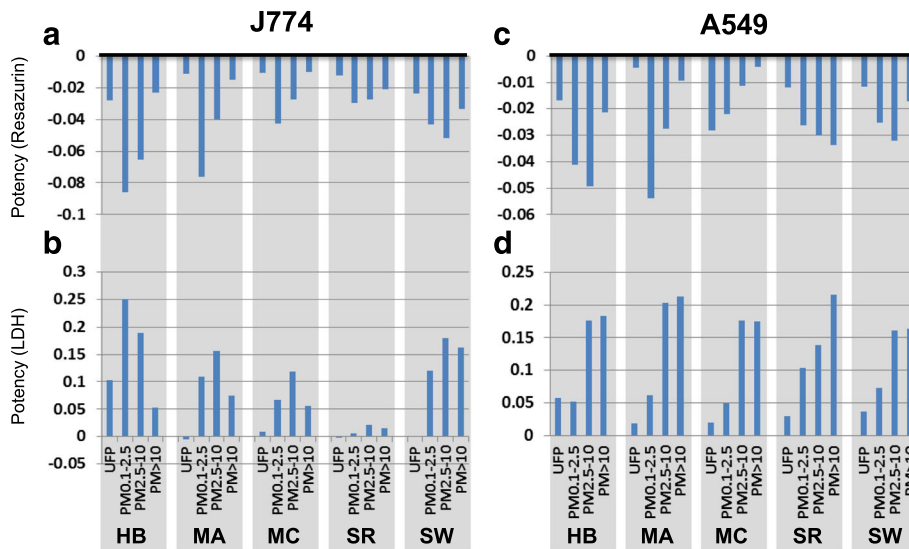 J774
A549
a
c
Potency (Resazurin)
0
-0.02
-0.04
-0.06
-0.08
-0.1
0
-0.01
-0.02
-0.03
-0.04
-0.05
-0.06
b
d
Potency (LDH)
0.3
0.25
0.2
0.15
0.1
0.05
0
-0.05
0.25
0.2
0.15
0.1
0.05
0
UFP
PM0.1-2.5
PM2.5-10
PM>10
UFP
PM0.1-2.5
PM2.5-10
PM>10
UFP
PM0.1-2.5
PM2.5-10
PM>10
UFP
PM0.1-2.5
PM2.5-10
PM>10
UFP
PM0.1-2.5
PM2.5-10
PM>10
UFP
PM0.1-2.5
PM2.5-10
PM>10
UFP
PM0.1-2.5
PM2.5-10
PM>10
UFP
PM0.1-2.5
PM2.5-10
PM>10
UFP
PM0.1-2.5
PM2.5-10
PM>10
UFP
PM0.1-2.5
PM2.5-10
PM>10
HB MA MC SR SW
HB MA MC SR SW